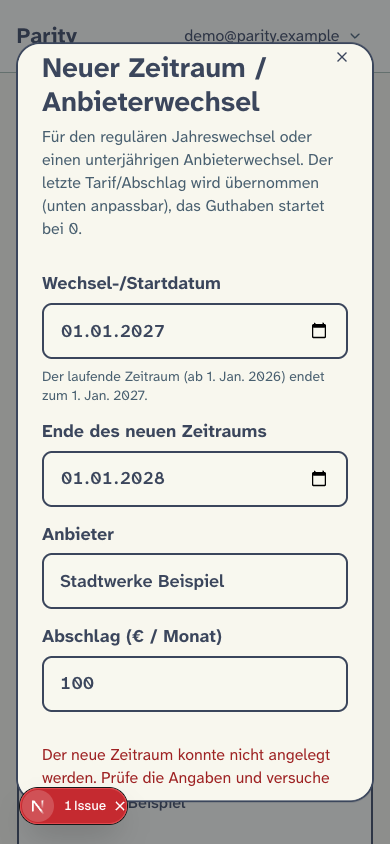 Parity
demo@parity.example
Neuer Zeitraum /
Anbieterwechsel
Für den regulären Jahreswechsel oder
einen unterjährigen Anbieterwechsel. Der
letzte Tarif/Abschlag wird übernommen
(unten anpassbar), das Guthaben startet
bei 0.
Wechsel-/Startdatum
01.01.2027
Der laufende Zeitraum (ab 1. Jan. 2026) endet
zum 1. Jan. 2027.
Ende des neuen Zeitraums
01.01.2028
Anbieter
Stadtwerke Beispiel
Abschlag (€ / Monat)
100
Der neue Zeitraum konnte nicht angelegt
werden. Prüfe die Angaben und versuche
N 1 Issue
Beispiel